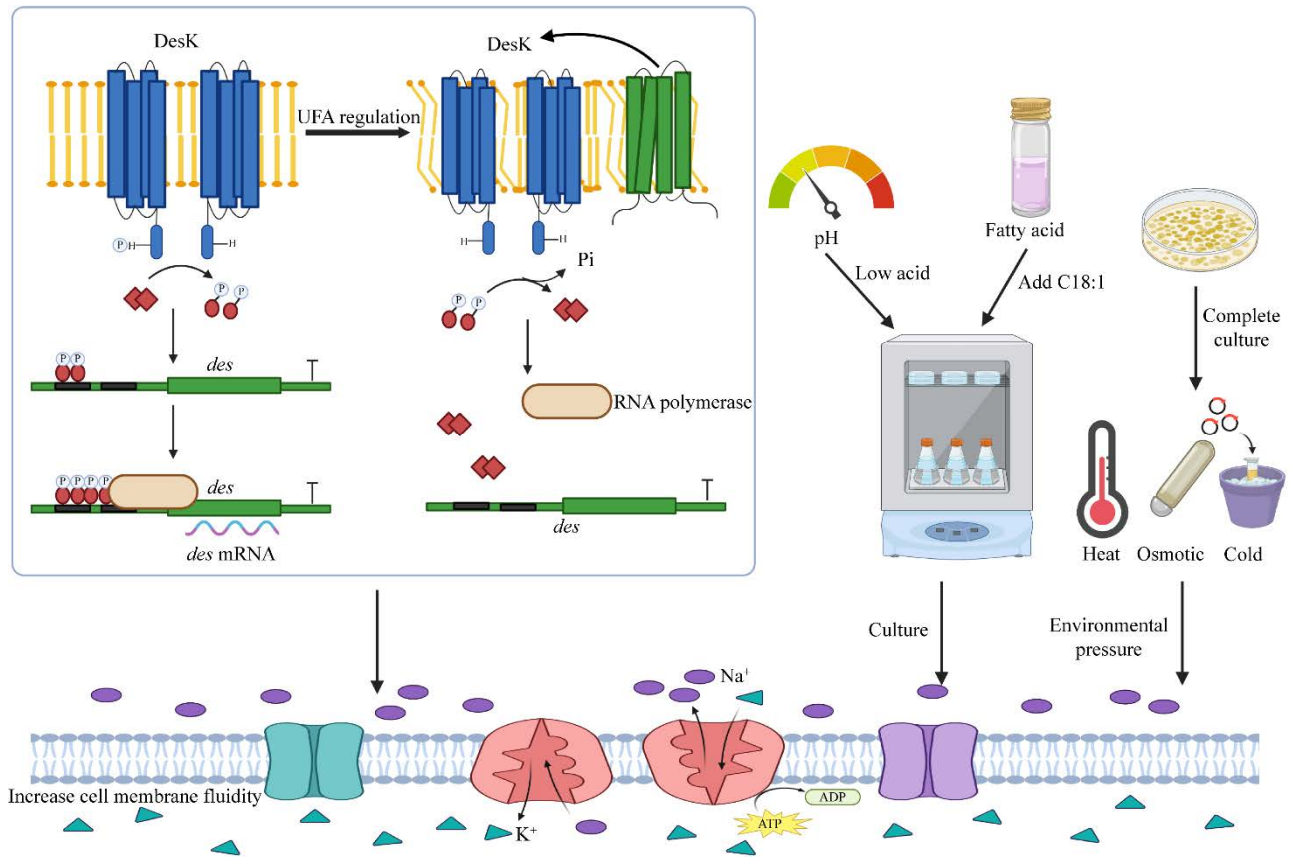 DesK
DesK
UFA regulation
P
H
H
H
H
P
P
Pi
P
P
P
P
des
RNA polymerase
P
P
P
P
des
des mRNA
des
pH
Low acid
Fatty acid
Add C18:1
Complete
culture
Heat
Osmotic
Cold
Culture
Environmental
pressure
Na+
Increase cell membrane fluidity
K+
ATP
ADP